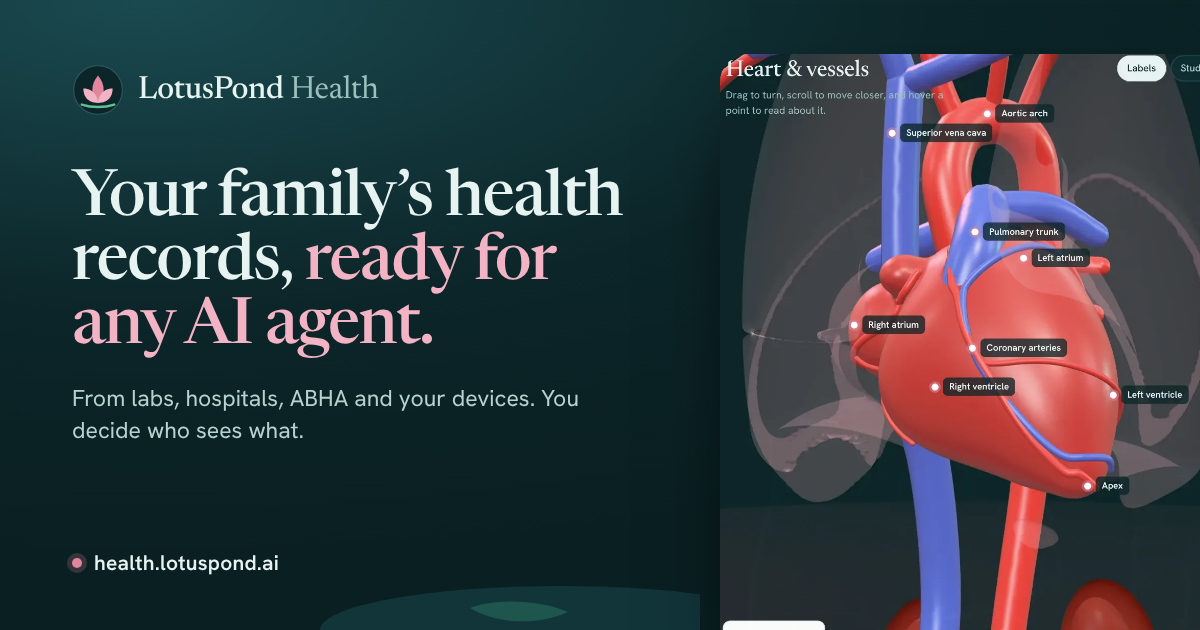 LotusPond Health
Your family’s health
records, ready for
any AI agent.
From labs, hospitals, ABHA and your devices. You
decide who sees what.
health.lotuspond.ai
Heart & vessels
Drag to turn, scroll to move closer, and hover a
point to read about it.
Labels
Aortic arch
Superior vena cava
Pulmonary trunk
Left atrium
Right atrium
Coronary arteries
Right ventricle
Left ventricle
Apex